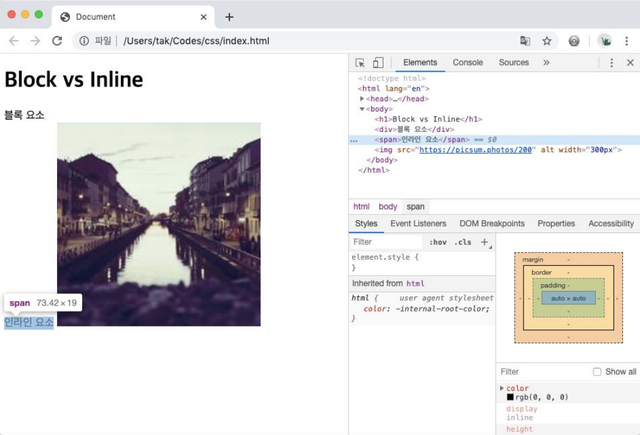 Document
파일 | /Users/tak/Codes/css/index.html
Block vs Inline
블록 요소
span 73.42 × 19
인라인 요소
Elements Console Sources »
<!doctype html>
<html lang="en">
<head>…</head>
<body>
<h1>Block vs Inline</h1>
<div>블록 요소</div>
… <span>인라인 요소</span> == $0
<img src="https://picsum.photos/200" alt width="300px">
</body>
</html>
html body span
Styles Event Listeners DOM Breakpoints Properties Accessibility
Filter :hov .cls +
element.style {
}
Inherited from html
html { user agent stylesheet
color: -internal-root-color;
}
margin -
border -
padding -
- - - auto × auto - - -
-
-
-
Filter Show all
color
rgb(0, 0, 0)
display
inline
height